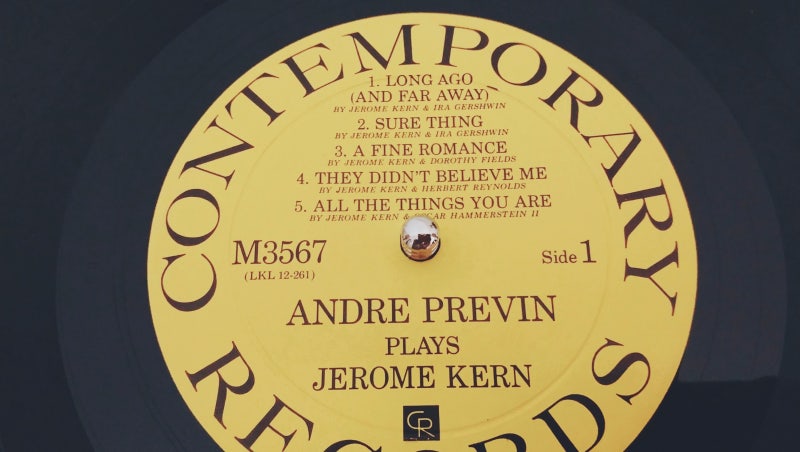 CONTEMPORARY
1. LONG AGO
(AND FAR AWAY)
BY JEROME KERN & IRA GERSHWIN
2. SURE THING
BY JEROME KERN & IRA GERSHWIN
3. A FINE ROMANCE
BY JEROME KERN & DOROTHY FIELDS
4. THEY DIDN'T BELIEVE ME
BY JEROME KERN & HERBERT REYNOLDS
5. ALL THE THINGS YOU ARE
BY JEROME KERN & OSCAR HAMMERSTEIN II
M3567
(LKL 12-261)
Side 1
ANDRE PREVIN
PLAYS
JEROME KERN
CR
RECORDS